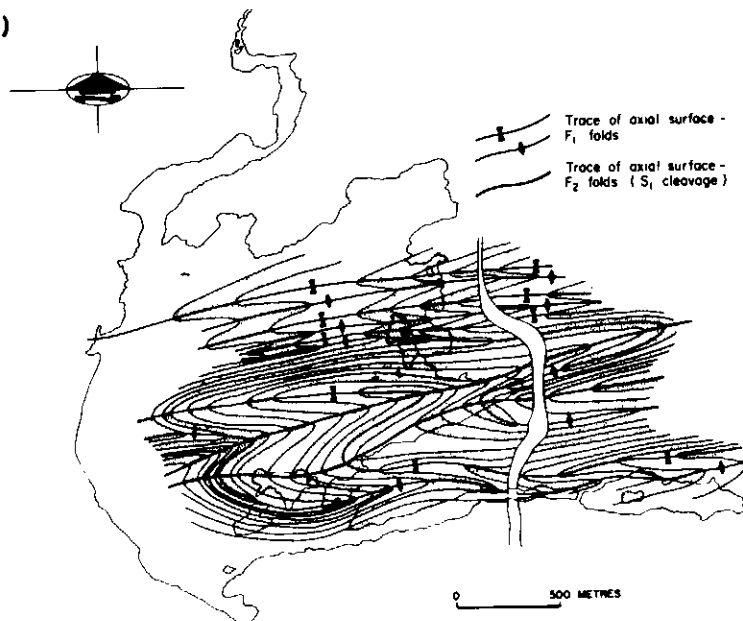 )
Trace of axial surface -
F₁ folds
Trace of axial surface -
F₂ folds ( S₁ cleavage )
0 500 METRES